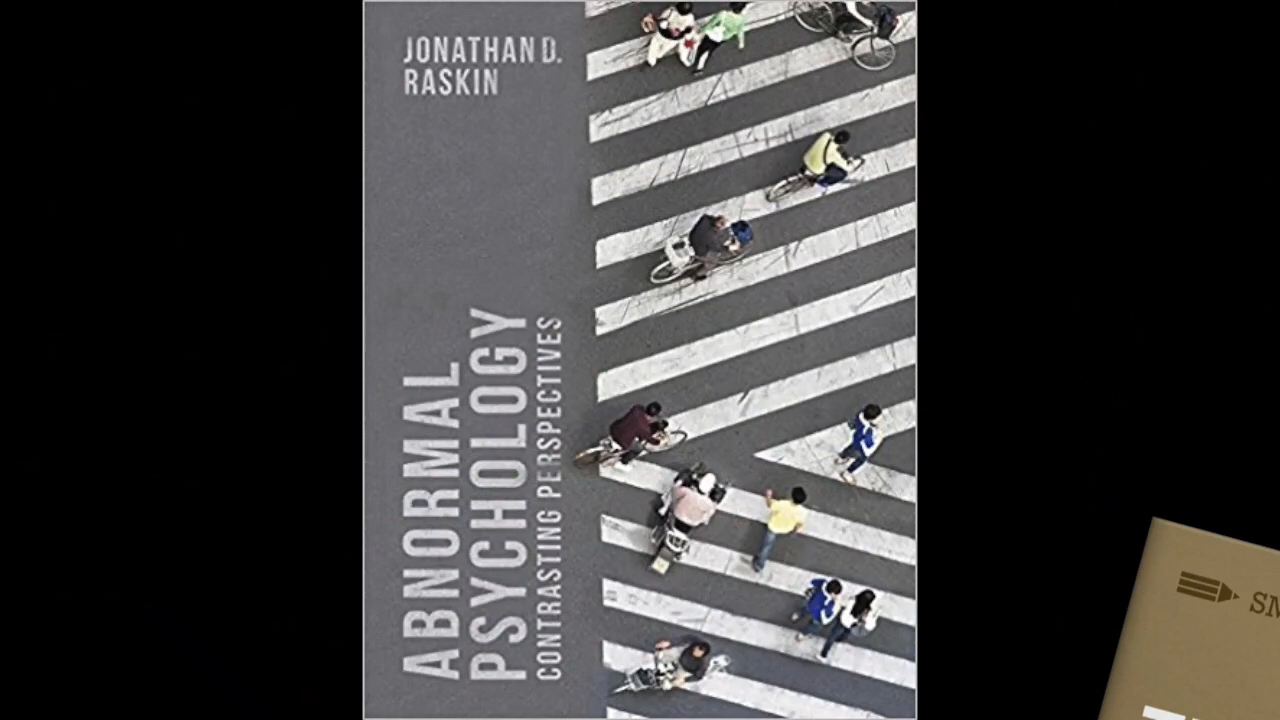 JONATHAN D.
RASKIN
ABNORMAL
PSYCHOLOGY
CONTRASTING PERSPECTIVES